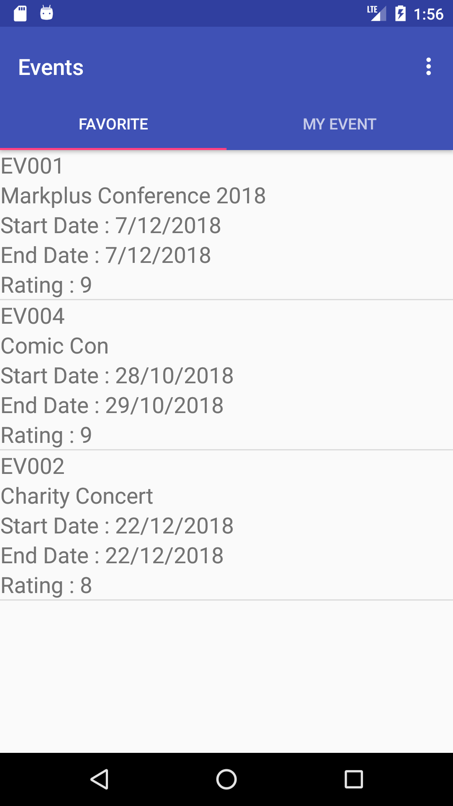 LTE 1:56
Events
FAVORITE MY EVENT
EV001
Markplus Conference 2018
Start Date : 7/12/2018
End Date : 7/12/2018
Rating : 9
EV004
Comic Con
Start Date : 28/10/2018
End Date : 29/10/2018
Rating : 9
EV002
Charity Concert
Start Date : 22/12/2018
End Date : 22/12/2018
Rating : 8